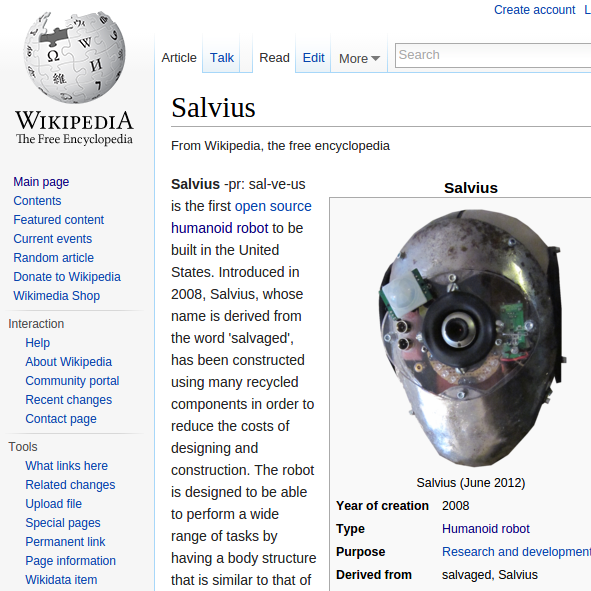 Create account
WIKIPEDIA
The Free Encyclopedia
Article
Talk
Read
Edit
More
Search
Salvius
From Wikipedia, the free encyclopedia
Main page
Contents
Featured content
Current events
Random article
Donate to Wikipedia
Wikimedia Shop
Interaction
Help
About Wikipedia
Community portal
Recent changes
Contact page
Tools
What links here
Related changes
Upload file
Special pages
Permanent link
Page information
Wikidata item
Salvius -pr: sal-ve-us
is the first open source
humanoid robot to be
built in the United
States. Introduced in
2008, Salvius, whose
name is derived from
the word 'salvaged',
has been constructed
using many recycled
components in order to
reduce the costs of
designing and
construction. The robot
is designed to be able
to perform a wide
range of tasks by
having a body structure
that is similar to that of
Salvius
Salvius (June 2012)
Year of creation 2008
Type Humanoid robot
Purpose Research and development
Derived from salvaged, Salvius